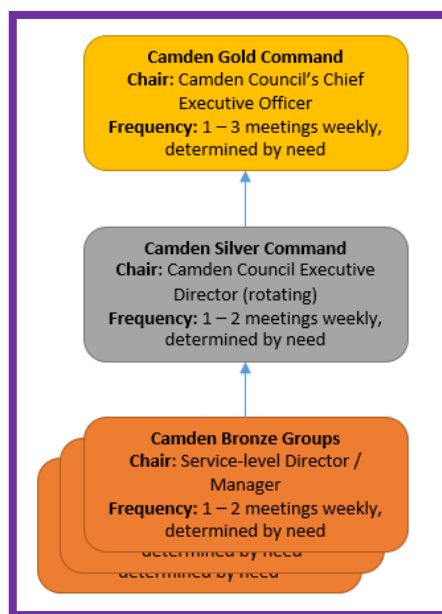 Camden Gold Command
Chair: Camden Council's Chief
Executive Officer
Frequency: 1 – 3 meetings weekly,
determined by need
Camden Silver Command
Chair: Camden Council Executive
Director (rotating)
Frequency: 1 – 2 meetings weekly,
determined by need
Camden Bronze Groups
Chair: Service-level Director /
Manager
Frequency: 1 – 2 meetings weekly,
determined by need
determined by need
determined by need